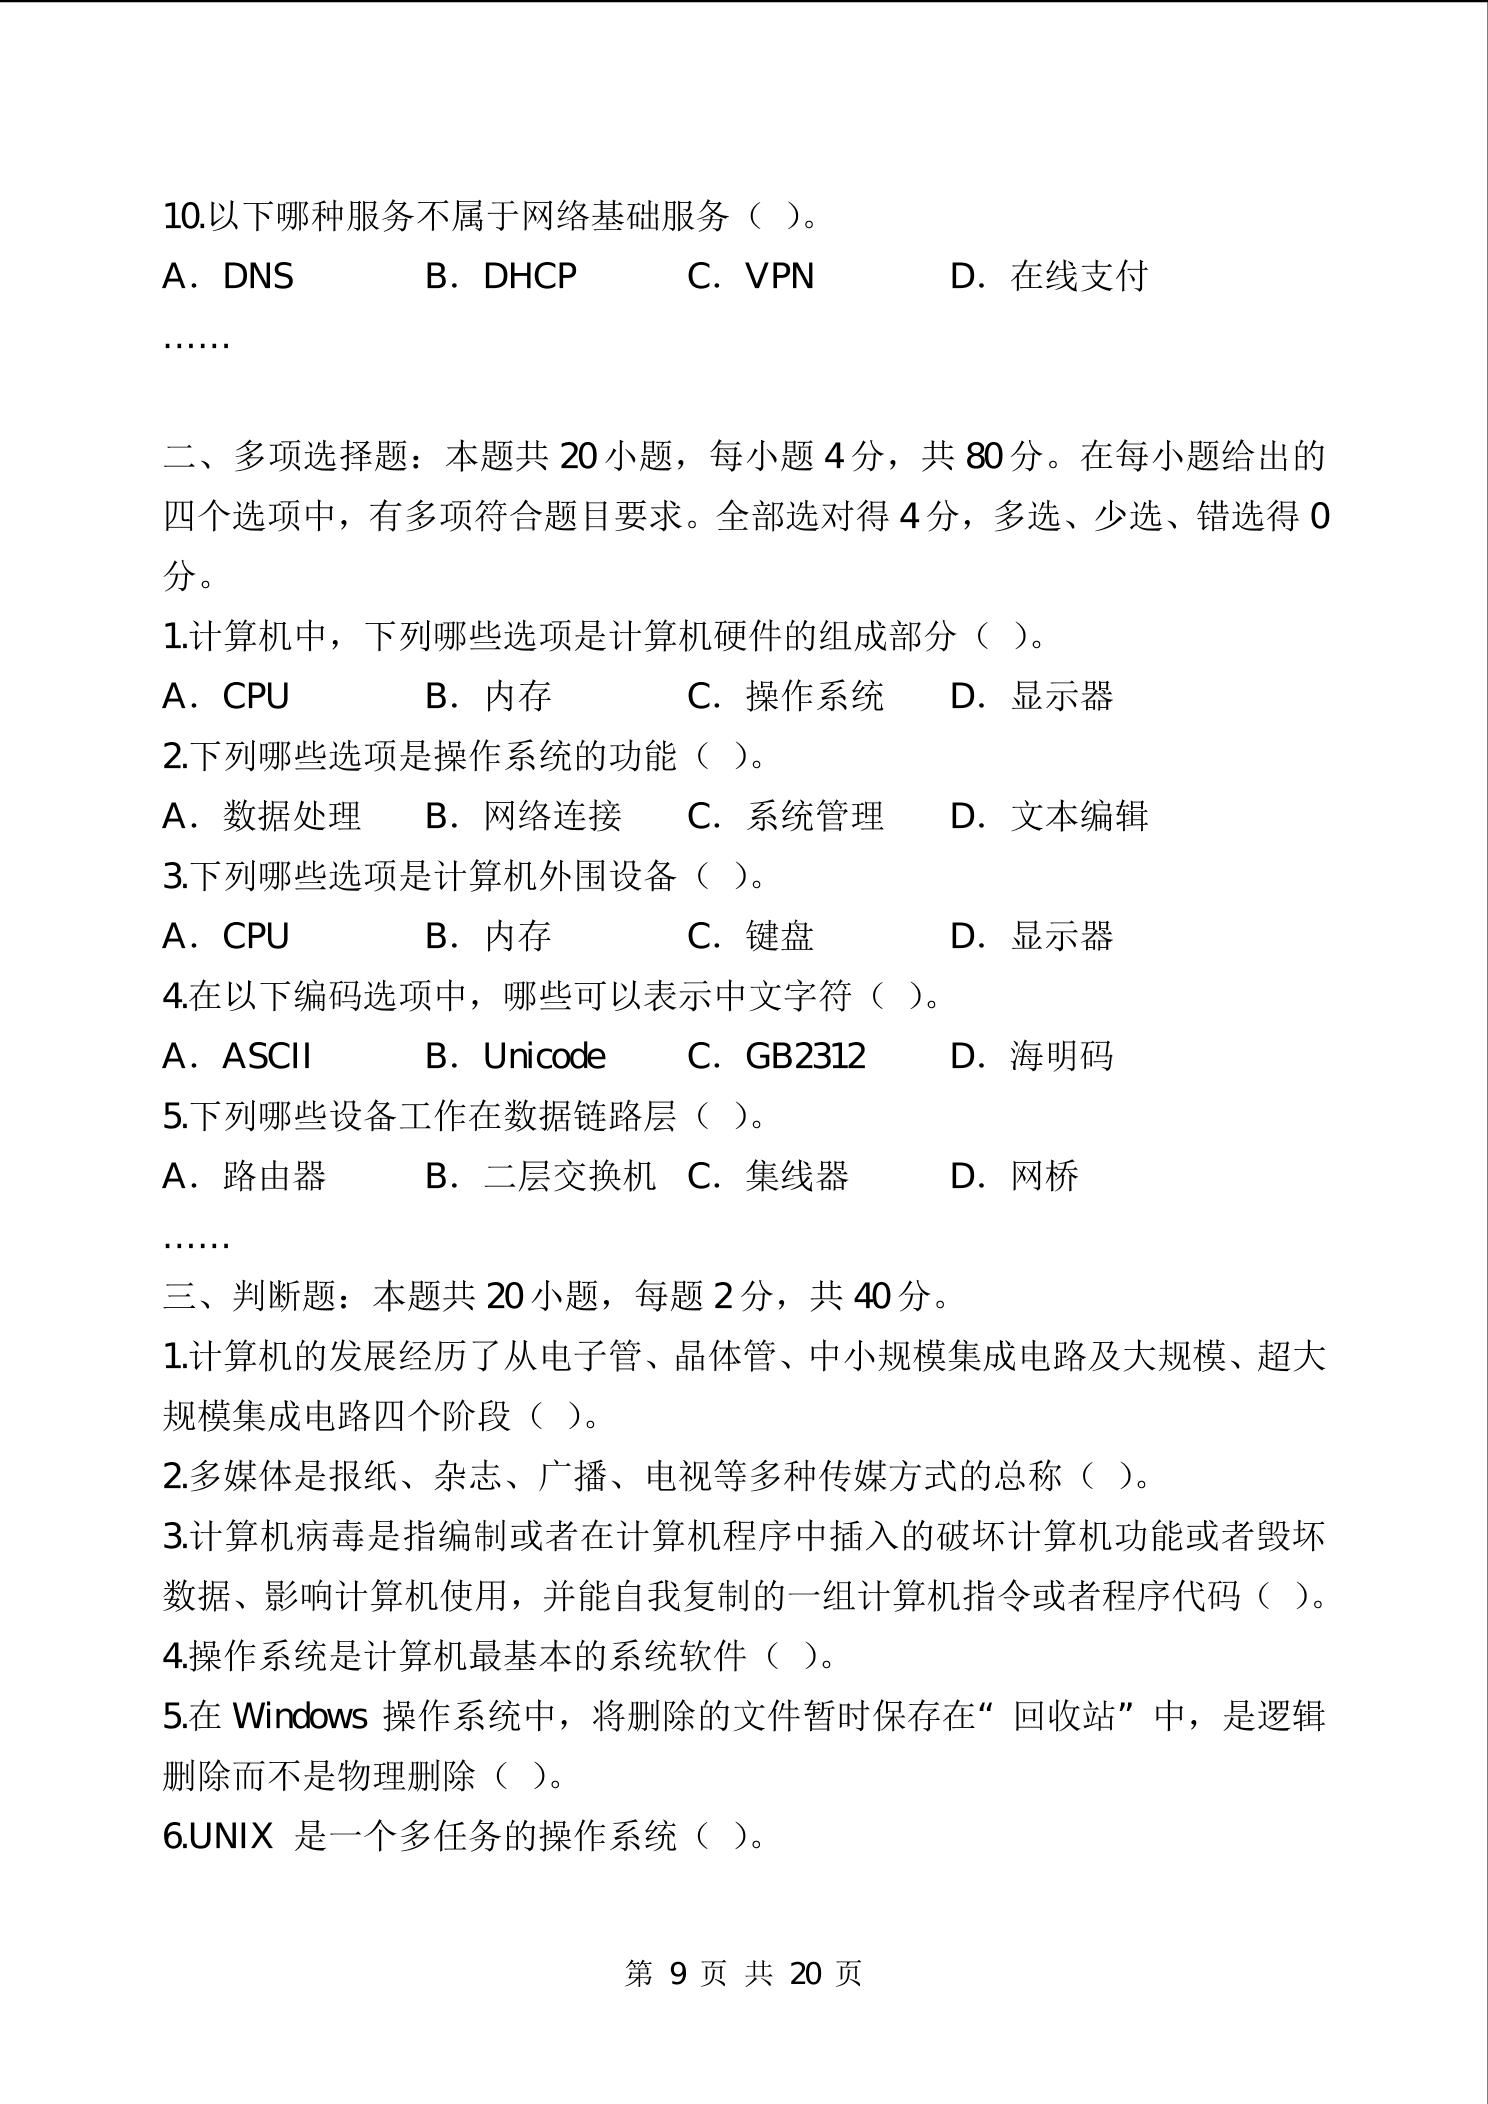 10.以下哪种服务不属于网络基础服务（ ）。
A．DNS B．DHCP C．VPN D．在线支付
……
二、多项选择题：本题共 20 小题，每小题 4 分，共 80 分。在每小题给出的
四个选项中，有多项符合题目要求。全部选对得 4 分，多选、少选、错选得 0
分。
1.计算机中，下列哪些选项是计算机硬件的组成部分（ ）。
A．CPU B．内存 C．操作系统 D．显示器
2.下列哪些选项是操作系统的功能（ ）。
A．数据处理 B．网络连接 C．系统管理 D．文本编辑
3.下列哪些选项是计算机外围设备（ ）。
A．CPU B．内存 C．键盘 D．显示器
4.在以下编码选项中，哪些可以表示中文字符（ ）。
A．ASCII B．Unicode C．GB2312 D．海明码
5.下列哪些设备工作在数据链路层（ ）。
A．路由器 B．二层交换机 C．集线器 D．网桥
……
三、判断题：本题共 20 小题，每题 2 分，共 40 分。
1.计算机的发展经历了从电子管、晶体管、中小规模集成电路及大规模、超大
规模集成电路四个阶段（ ）。
2.多媒体是报纸、杂志、广播、电视等多种传媒方式的总称（ ）。
3.计算机病毒是指编制或者在计算机程序中插入的破坏计算机功能或者毁坏
数据、影响计算机使用，并能自我复制的一组计算机指令或者程序代码（ ）。
4.操作系统是计算机最基本的系统软件（ ）。
5.在 Windows 操作系统中，将删除的文件暂时保存在“回收站”中，是逻辑
删除而不是物理删除（ ）。
6.UNIX 是一个多任务的操作系统（ ）。
第 9 页 共 20 页